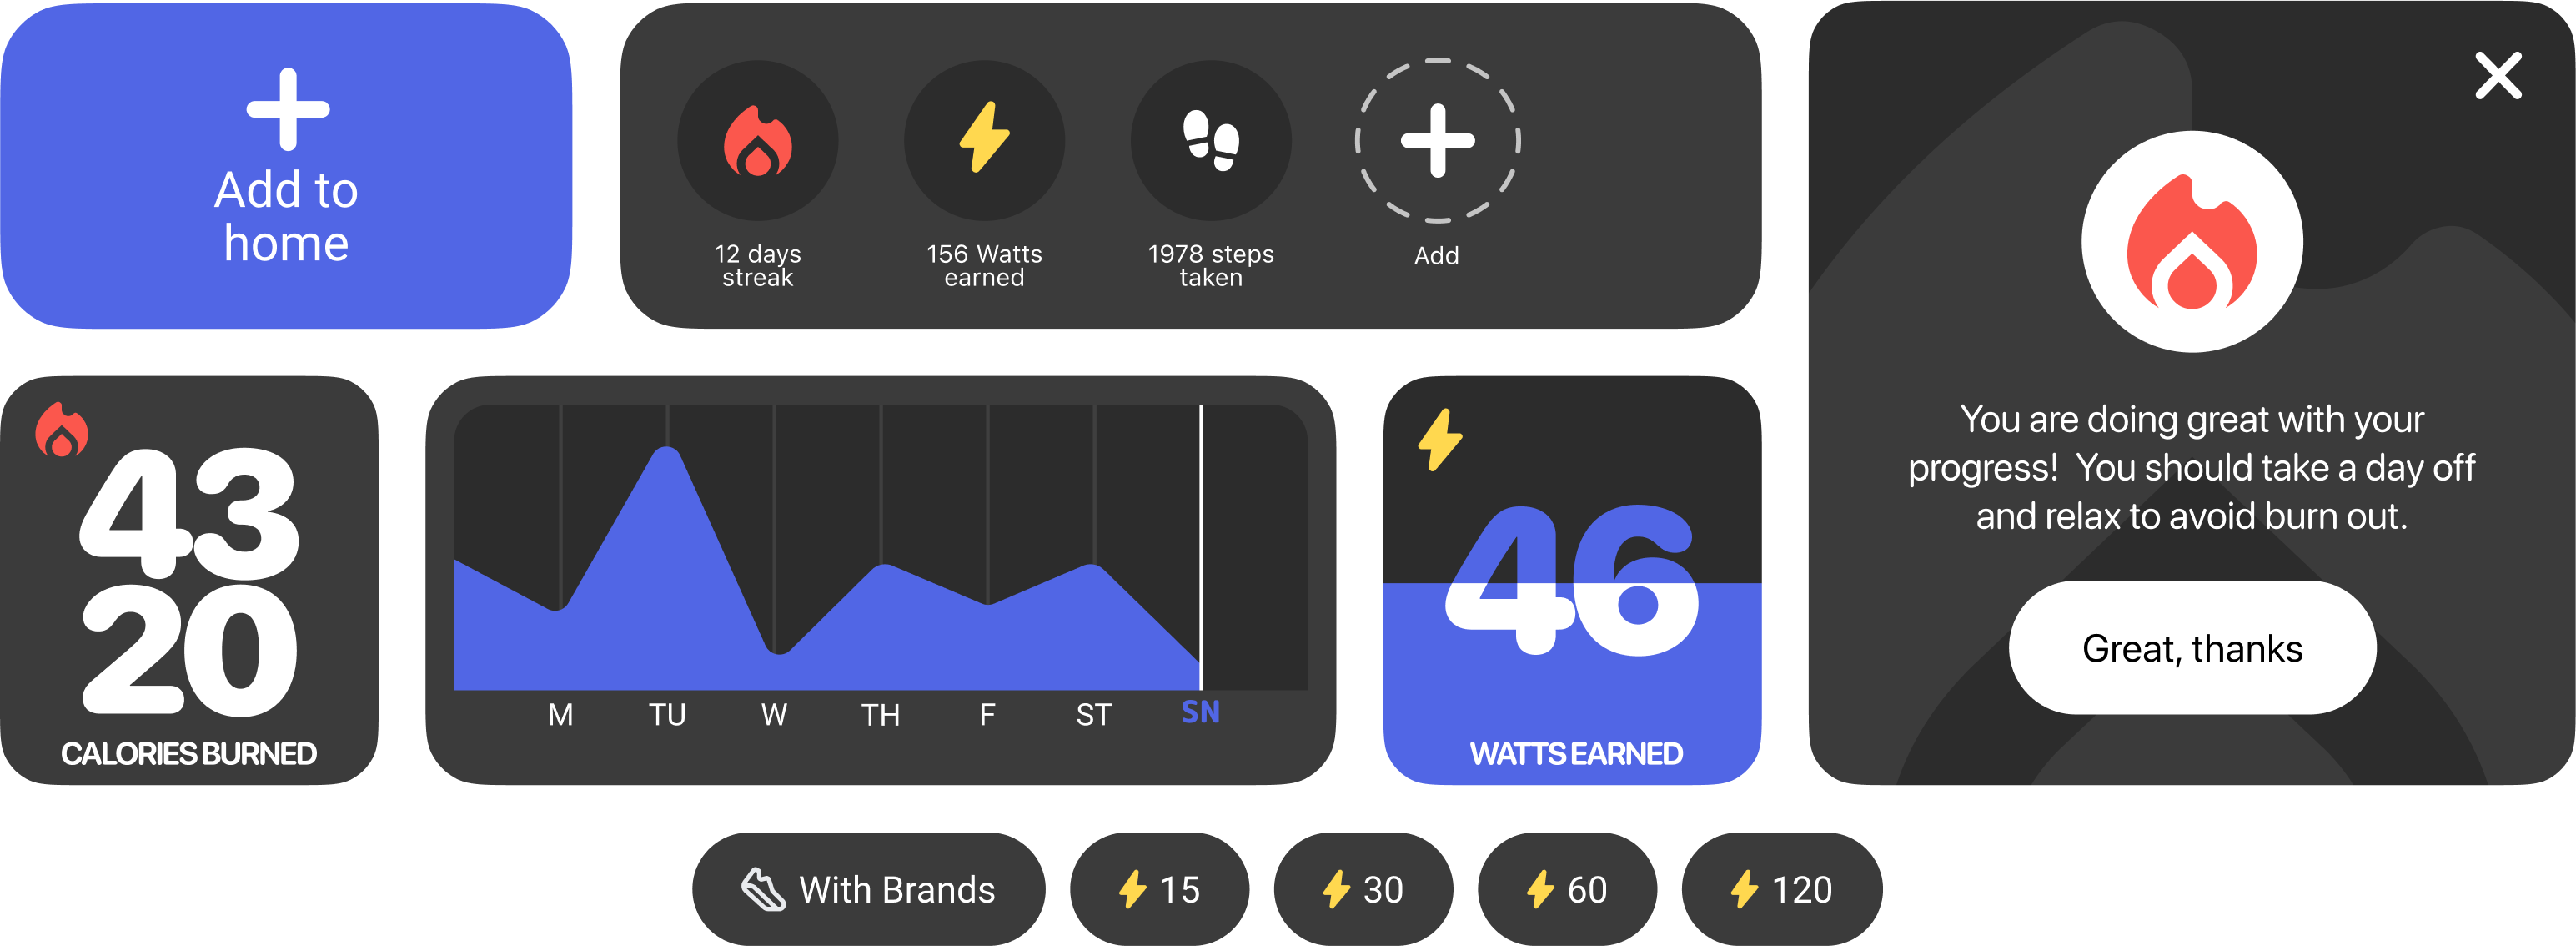 Add to
home
12 days
streak
156 Watts
earned
1978 steps
taken
Add
You are doing great with your
progress!  You should take a day off
and relax to avoid burn out.
Great, thanks
43
20
CALORIES BURNED
M TU W TH F ST SN
46
WATTS EARNED
With Brands
15
30
60
120